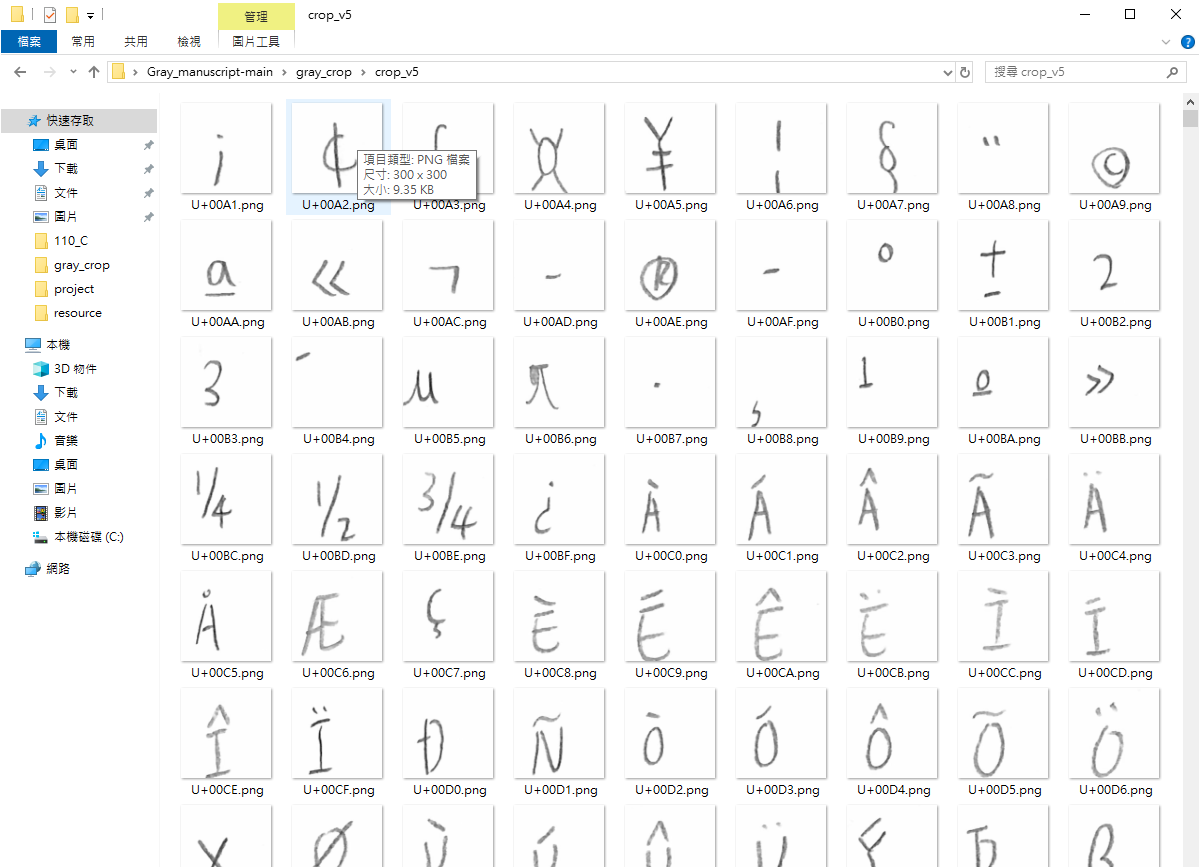 管理
crop_v5
檔案
常用
共用
檢視
圖片工具
Gray_manuscript-main
gray_crop
crop_v5
搜尋 crop_v5
快速存取
桌面
下載
文件
圖片
110_C
gray_crop
project
resource
本機
3D 物件
下載
文件
音樂
桌面
圖片
影片
本機磁碟 (C:)
網路
¡ ¢ ¤ ¥ ¦ § ¨ ©
項目類型: PNG 檔案
尺寸: 300 x 300
大小: 9.35 KB
U+00A1.png U+00A2.png U+00A3.png U+00A4.png U+00A5.png U+00A6.png U+00A7.png U+00A8.png U+00A9.png
ª « ¬ - ® ¯ ° ± 2
U+00AA.png U+00AB.png U+00AC.png U+00AD.png U+00AE.png U+00AF.png U+00B0.png U+00B1.png U+00B2.png
3 ´ µ ¶ · ¸ ¹ º »
U+00B3.png U+00B4.png U+00B5.png U+00B6.png U+00B7.png U+00B8.png U+00B9.png U+00BA.png U+00BB.png
¼ ½ ¾ ¿ À Á Â Ã Ä
U+00BC.png U+00BD.png U+00BE.png U+00BF.png U+00C0.png U+00C1.png U+00C2.png U+00C3.png U+00C4.png
Å Æ Ç È É Ê Ë Ì Í
U+00C5.png U+00C6.png U+00C7.png U+00C8.png U+00C9.png U+00CA.png U+00CB.png U+00CC.png U+00CD.png
Î Ï Ð Ñ Ò Ó Ô Õ Ö
U+00CE.png U+00CF.png U+00D0.png U+00D1.png U+00D2.png U+00D3.png U+00D4.png U+00D5.png U+00D6.png